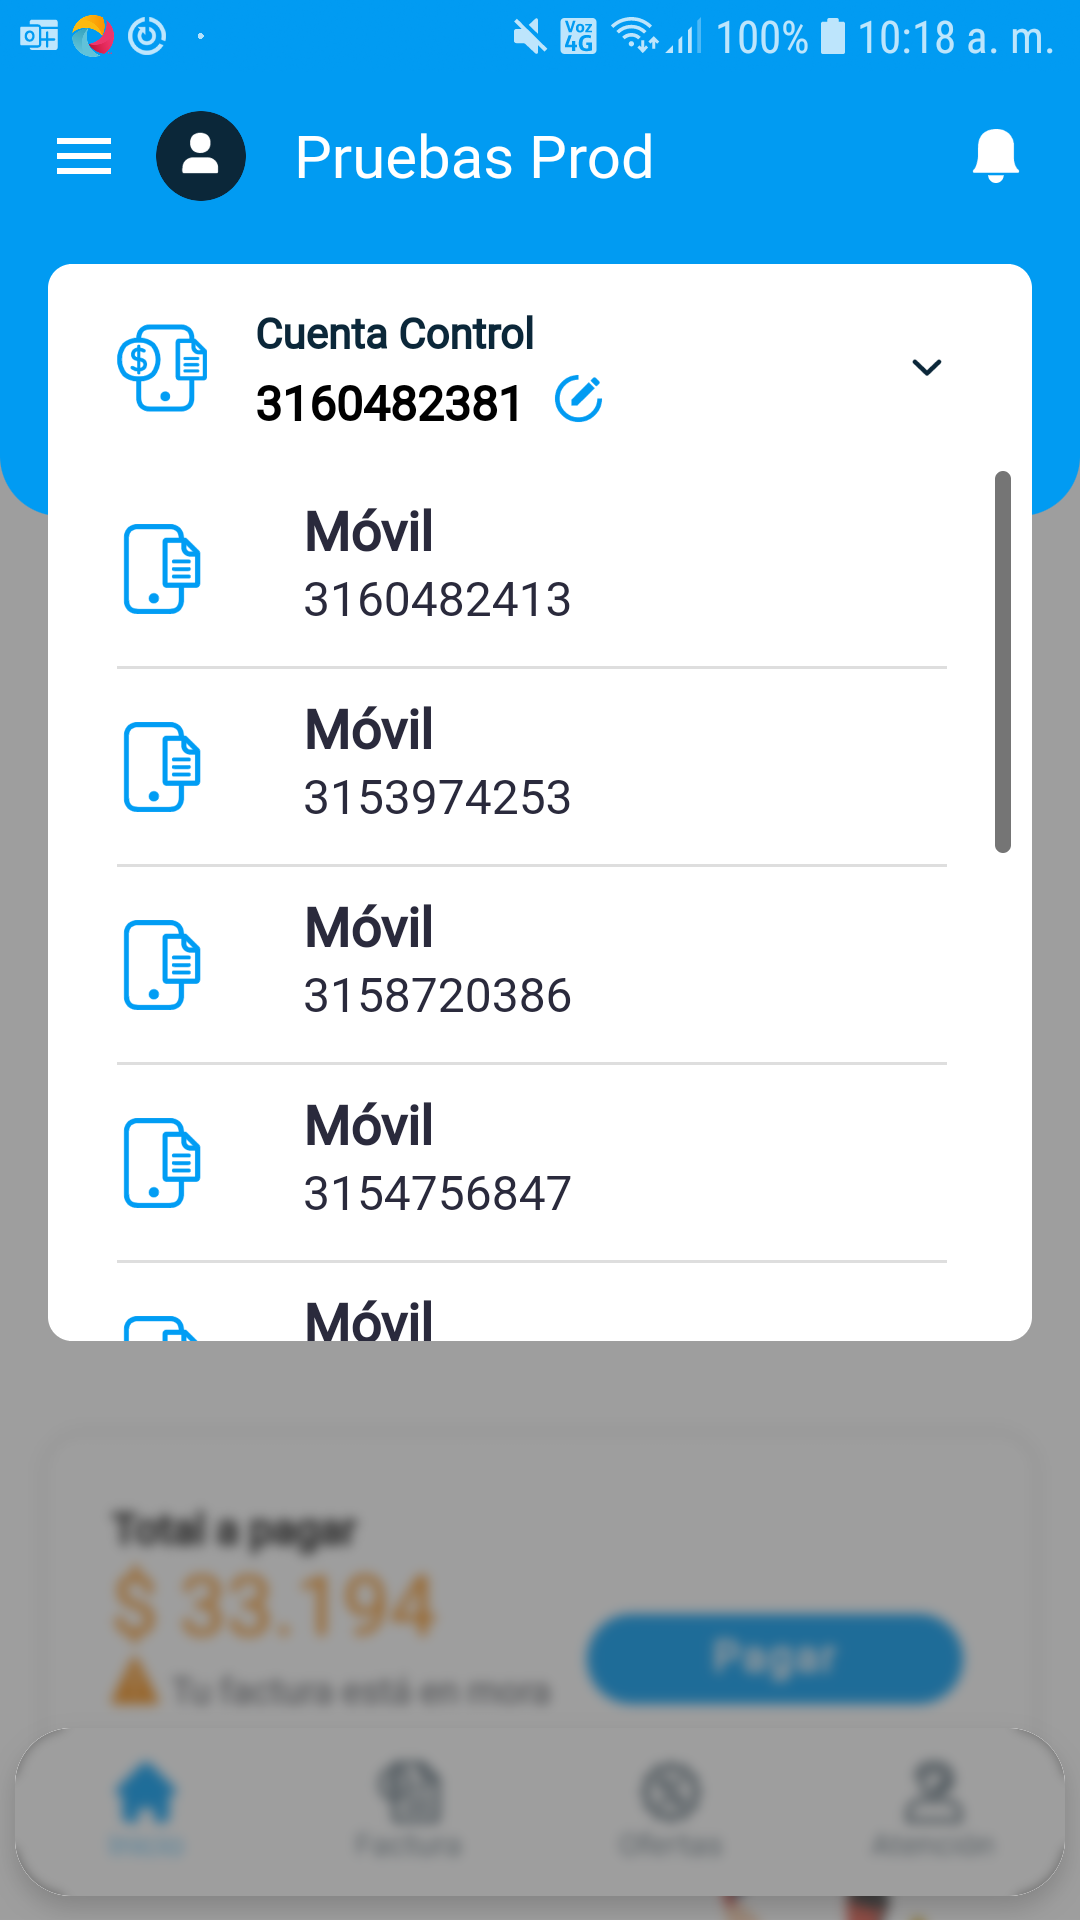 Voz 4G 100% 10:18 a. m.
Pruebas Prod
Cuenta Control
3160482381
Móvil
3160482413
Móvil
3153974253
Móvil
3158720386
Móvil
3154756847
Móvil
Total a pagar
$ 33.194
Pagar
Tu factura está en mora
Inicio Factura Ofertas Atención